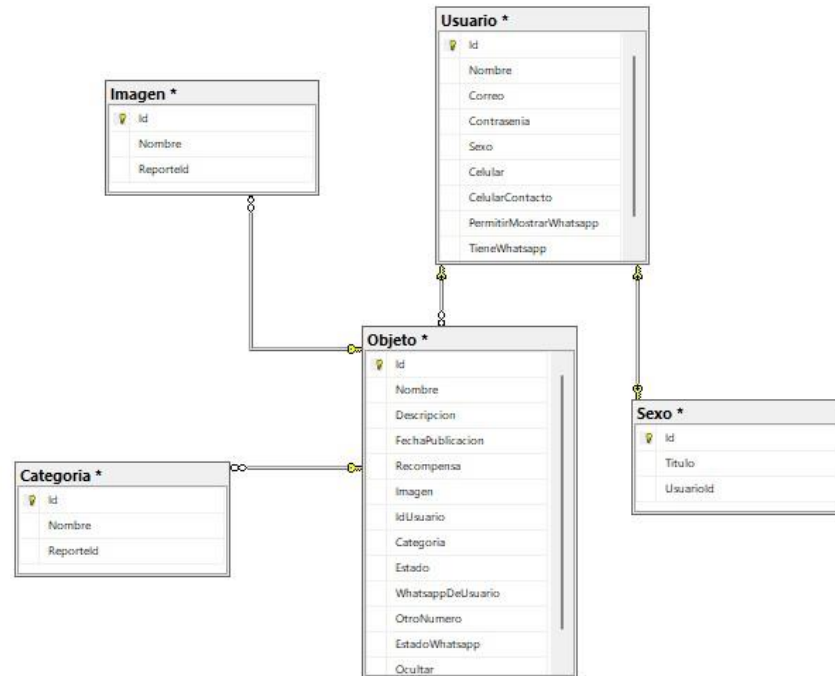 Usuario *
Id
Nombre
Correo
Contrasenia
Sexo
Celular
CelularContacto
PermitirMostrarWhatsapp
TieneWhatsapp
Imagen *
Id
Nombre
ReporteId
Objeto *
Id
Nombre
Descripcion
FechaPublicacion
Recompensa
Imagen
IdUsuario
Categoria
Estado
WhatsappDeUsuario
OtroNumero
EstadoWhatsapp
Ocultar
Sexo *
Id
Titulo
UsuarioId
Categoria *
Id
Nombre
ReporteId